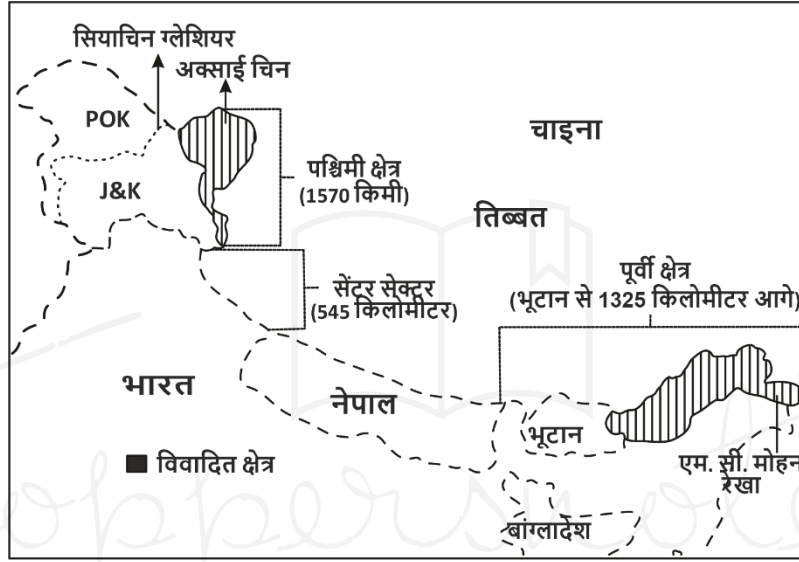 सियाचिन ग्लेशियर
अक्साई चिन
POK
चाइना
पश्चिमी क्षेत्र
(1570 किमी)
J&K
तिब्बत
पूर्वी क्षेत्र
(भूटान से 1325 किलोमीटर आगे)
सेंटर सेक्टर
(545 किलोमीटर)
भारत
नेपाल
भूटान
विवादित क्षेत्र
एम. सी. मोहन
रेखा
बांग्लादेश